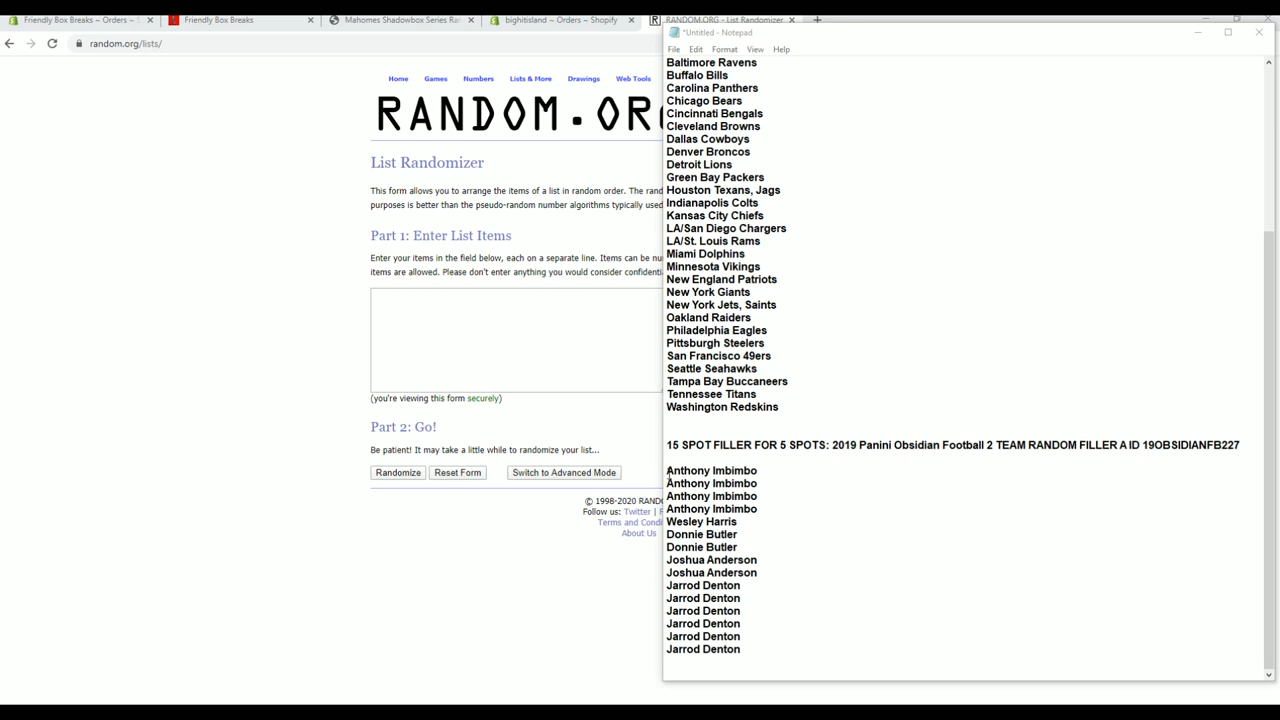 Friendly Box Breaks ~ Orders ~
Friendly Box Breaks
Mahomes Shadowbox Series Ra
bighitisland ~ Orders ~ Shopify
RANDOM.ORG - List Randomizer
random.org/lists/
*Untitled - Notepad
File Edit Format View Help
Home Games Numbers Lists & More Drawings Web Tools
RANDOM.OR
List Randomizer
This form allows you to arrange the items of a list in random order. The rand
purposes is better than the pseudo-random number algorithms typically used
Part 1: Enter List Items
Enter your items in the field below, each on a separate line. Items can be nu
items are allowed. Please don't enter anything you would consider confidenti
(you're viewing this form securely)
Part 2: Go!
Be patient! It may take a little while to randomize your list...
Randomize Reset Form Switch to Advanced Mode
© 1998-2020 RANDO
Follow us: Twitter |
Terms and Condi
About Us
Baltimore Ravens
Buffalo Bills
Carolina Panthers
Chicago Bears
Cincinnati Bengals
Cleveland Browns
Dallas Cowboys
Denver Broncos
Detroit Lions
Green Bay Packers
Houston Texans, Jags
Indianapolis Colts
Kansas City Chiefs
LA/San Diego Chargers
LA/St. Louis Rams
Miami Dolphins
Minnesota Vikings
New England Patriots
New York Giants
New York Jets, Saints
Oakland Raiders
Philadelphia Eagles
Pittsburgh Steelers
San Francisco 49ers
Seattle Seahawks
Tampa Bay Buccaneers
Tennessee Titans
Washington Redskins
15 SPOT FILLER FOR 5 SPOTS: 2019 Panini Obsidian Football 2 TEAM RANDOM FILLER A ID 19OBSIDIANFB227
Anthony Imbimbo
Anthony Imbimbo
Anthony Imbimbo
Anthony Imbimbo
Wesley Harris
Donnie Butler
Donnie Butler
Joshua Anderson
Joshua Anderson
Jarrod Denton
Jarrod Denton
Jarrod Denton
Jarrod Denton
Jarrod Denton
Jarrod Denton